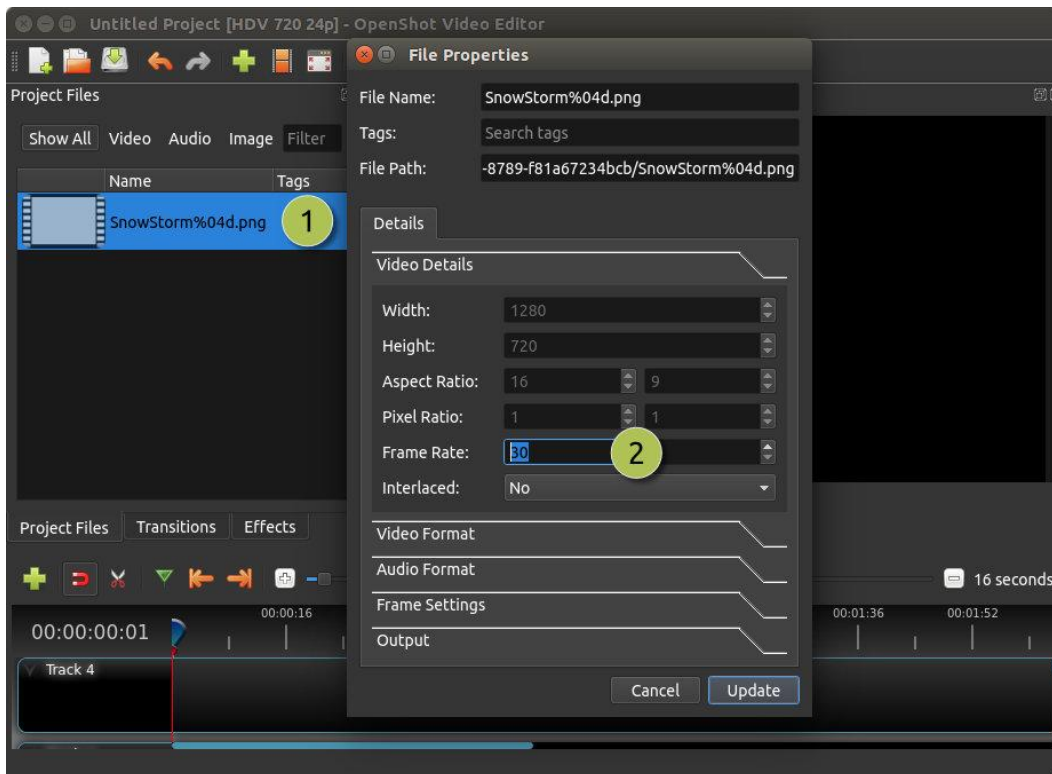 Untitled Project [HDV 720 24p] - OpenShot Video Editor
File Properties
Project Files
Show All Video Audio Image Filter
Name Tags
SnowStorm%04d.png 1
File Name: SnowStorm%04d.png
Tags: Search tags
File Path: -8789-f81a67234bcb/SnowStorm%04d.png
Details
Video Details
Width: 1280
Height: 720
Aspect Ratio: 16 9
Pixel Ratio: 1 1
Frame Rate: 30 2
Interlaced: No
Video Format
Audio Format
Frame Settings
Output
Cancel Update
Project Files Transitions Effects
16 seconds
00:00:00:01 00:00:16 00:01:36 00:01:52
Track 4